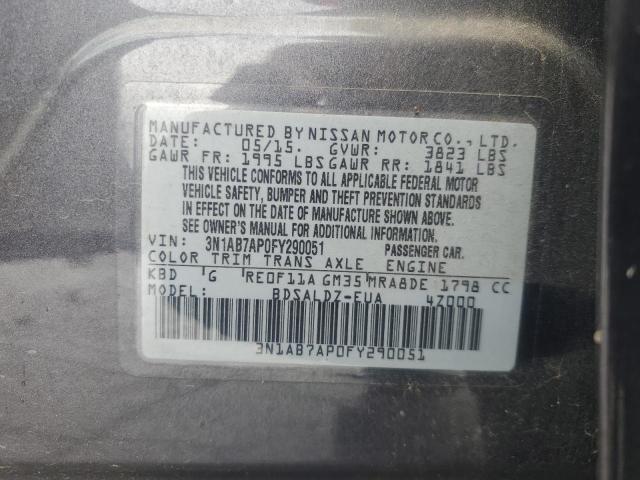 MANUFACTURED BY NISSAN MOTOR CO., LTD.
DATE: 05/15. GVWR: 3823 LBS
GAWR FR: 1995 LBS GAWR RR: 1841 LBS
THIS VEHICLE CONFORMS TO ALL APPLICABLE FEDERAL MOTOR
VEHICLE SAFETY, BUMPER AND THEFT PREVENTION STANDARDS
IN EFFECT ON THE DATE OF MANUFACTURE SHOWN ABOVE.
SEE OWNER'S MANUAL FOR ADDITIONAL INFORMATION.
VIN: 3N1AB7AP0FY290051 PASSENGER CAR.
COLOR TRIM TRANS AXLE ENGINE
KBD G RE0F11A GM35 MRA8DE 1798 CC
BDSALDZ-EUA 4Z000
3N1AB7AP0FY290051